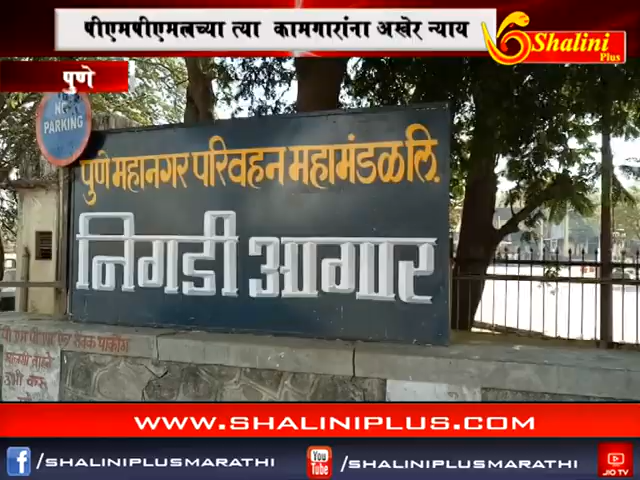 पीएमपीएमलच्या त्या कामगारांना अखेर न्याय
Shalini
Plus
पुणे
NO
PARKING
पुणे महानगर परिवहन महामंडळ लि.
निगडी आगार
WWW.SHALINIPLUS.COM
/SHALINIPLUSMARATHI
You
Tube
/SHALINIPLUSMARATHI
JIO TV